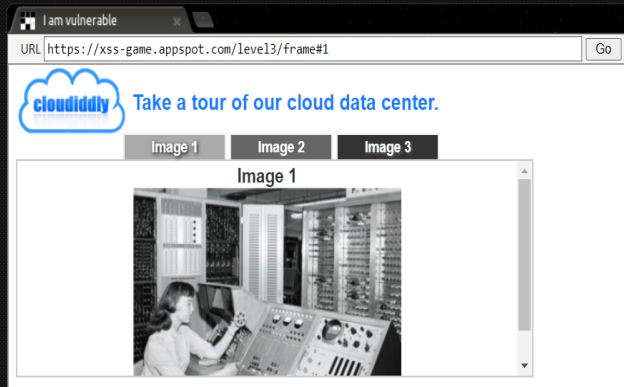 I am vulnerable
URL https://xss-game.appspot.com/level3/frame#1 Go
cloudiddly Take a tour of our cloud data center.
Image 1 Image 2 Image 3
Image 1